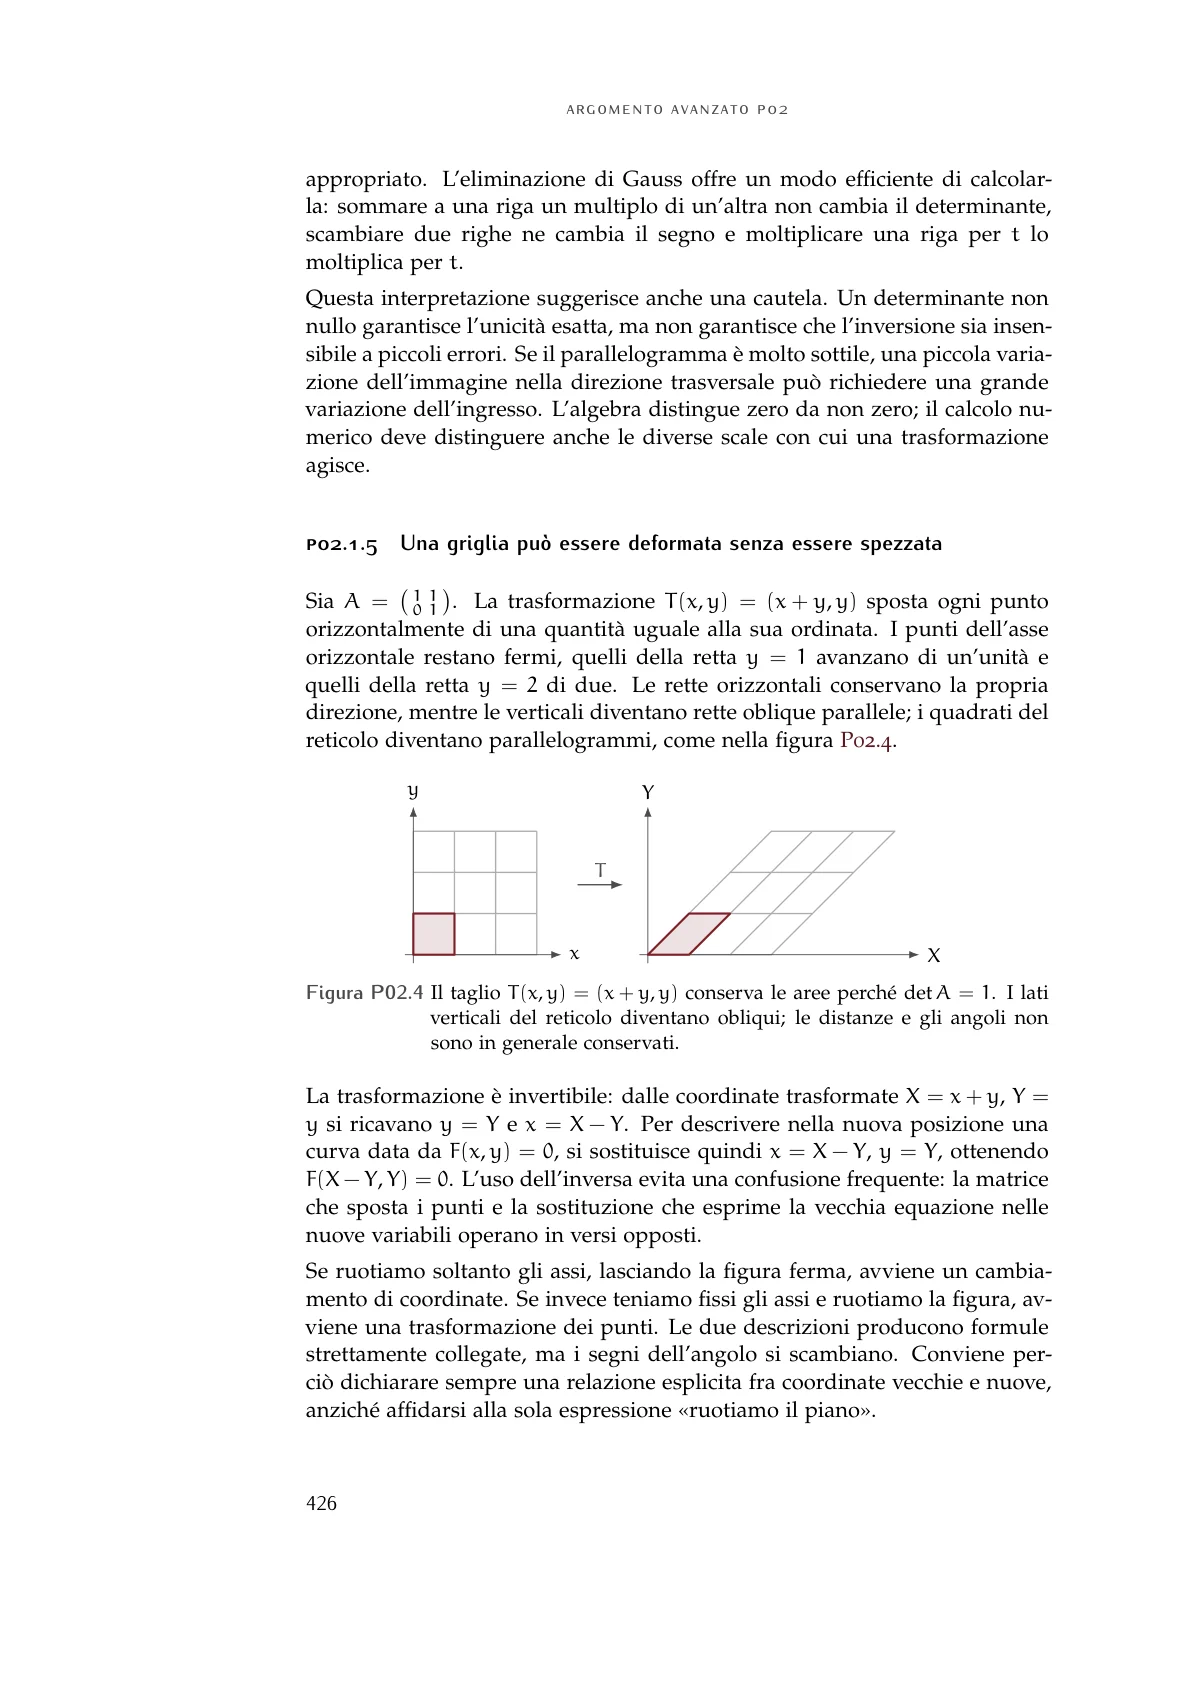 ARGOMENTO AVANZATO P02
appropriato. L'eliminazione di Gauss offre un modo efficiente di calcolar-
la: sommare a una riga un multiplo di un'altra non cambia il determinante,
scambiare due righe ne cambia il segno e moltiplicare una riga per t lo
moltiplica per t.
Questa interpretazione suggerisce anche una cautela. Un determinante non
nullo garantisce l'unicità esatta, ma non garantisce che l'inversione sia insen-
sibile a piccoli errori. Se il parallelogramma è molto sottile, una piccola varia-
zione dell'immagine nella direzione trasversale può richiedere una grande
variazione dell'ingresso. L'algebra distingue zero da non zero; il calcolo nu-
merico deve distinguere anche le diverse scale con cui una trasformazione
agisce.
P02.1.5 Una griglia può essere deformata senza essere spezzata
Sia A = (1 1 0 1). La trasformazione T(x, y) = (x + y, y) sposta ogni punto
orizzontalmente di una quantità uguale alla sua ordinata. I punti dell'asse
orizzontale restano fermi, quelli della retta y = 1 avanzano di un'unità e
quelli della retta y = 2 di due. Le rette orizzontali conservano la propria
direzione, mentre le verticali diventano rette oblique parallele; i quadrati del
reticolo diventano parallelogrammi, come nella figura P02.4.
y
Y
T
x
X
Figura P02.4 Il taglio T(x, y) = (x + y, y) conserva le aree perché det A = 1. I lati
verticali del reticolo diventano obliqui; le distanze e gli angoli non
sono in generale conservati.
La trasformazione è invertibile: dalle coordinate trasformate X = x + y, Y =
y si ricavano y = Y e x = X − Y. Per descrivere nella nuova posizione una
curva data da F(x, y) = 0, si sostituisce quindi x = X − Y, y = Y, ottenendo
F(X − Y, Y) = 0. L'uso dell'inversa evita una confusione frequente: la matrice
che sposta i punti e la sostituzione che esprime la vecchia equazione nelle
nuove variabili operano in versi opposti.
Se ruotiamo soltanto gli assi, lasciando la figura ferma, avviene un cambia-
mento di coordinate. Se invece teniamo fissi gli assi e ruotiamo la figura, av-
viene una trasformazione dei punti. Le due descrizioni producono formule
strettamente collegate, ma i segni dell'angolo si scambiano. Conviene per-
ciò dichiarare sempre una relazione esplicita fra coordinate vecchie e nuove,
anziché affidarsi alla sola espressione «ruotiamo il piano».
426